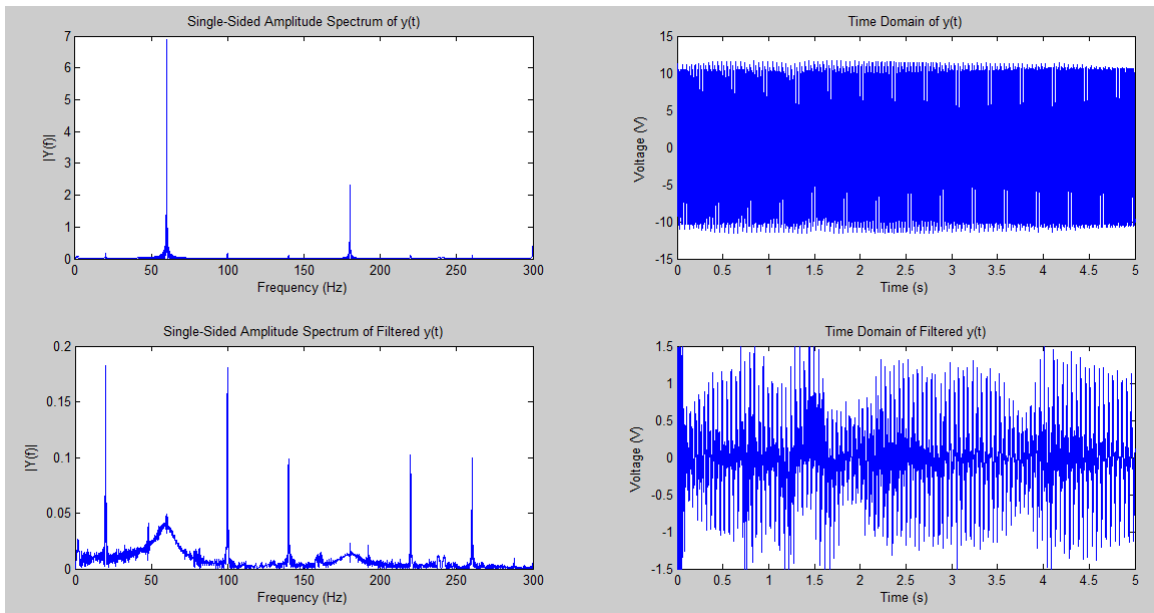 Single-Sided Amplitude Spectrum of y(t)
7
6
5
4
3
2
1
0
|Y(f)|
0 50 100 150 200 250 300
Frequency (Hz)
Time Domain of y(t)
15
10
5
0
-5
-10
-15
Voltage (V)
0 0.5 1 1.5 2 2.5 3 3.5 4 4.5 5
Time (s)
Single-Sided Amplitude Spectrum of Filtered y(t)
0.2
0.15
0.1
0.05
0
|Y(f)|
0 50 100 150 200 250 300
Frequency (Hz)
Time Domain of Filtered y(t)
1.5
1
0.5
0
-0.5
-1
-1.5
Voltage (V)
0 0.5 1 1.5 2 2.5 3 3.5 4 4.5 5
Time (s)